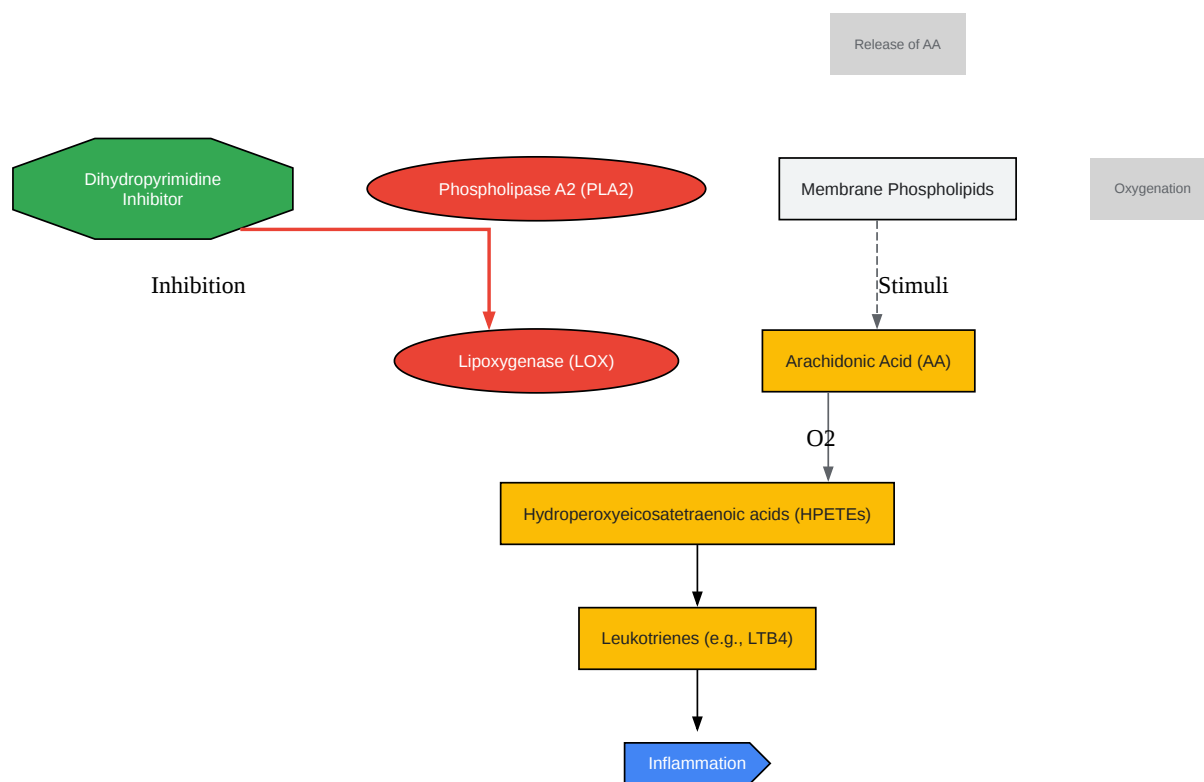 Release of AA
Dihydropyrimidine
Inhibitor
Phospholipase A2 (PLA2)
Membrane Phospholipids
Oxygenation
Inhibition
Stimuli
Lipoxygenase (LOX)
Arachidonic Acid (AA)
O2
Hydroperoxyeicosatetraenoic acids (HPETEs)
Leukotrienes (e.g., LTB4)
Inflammation